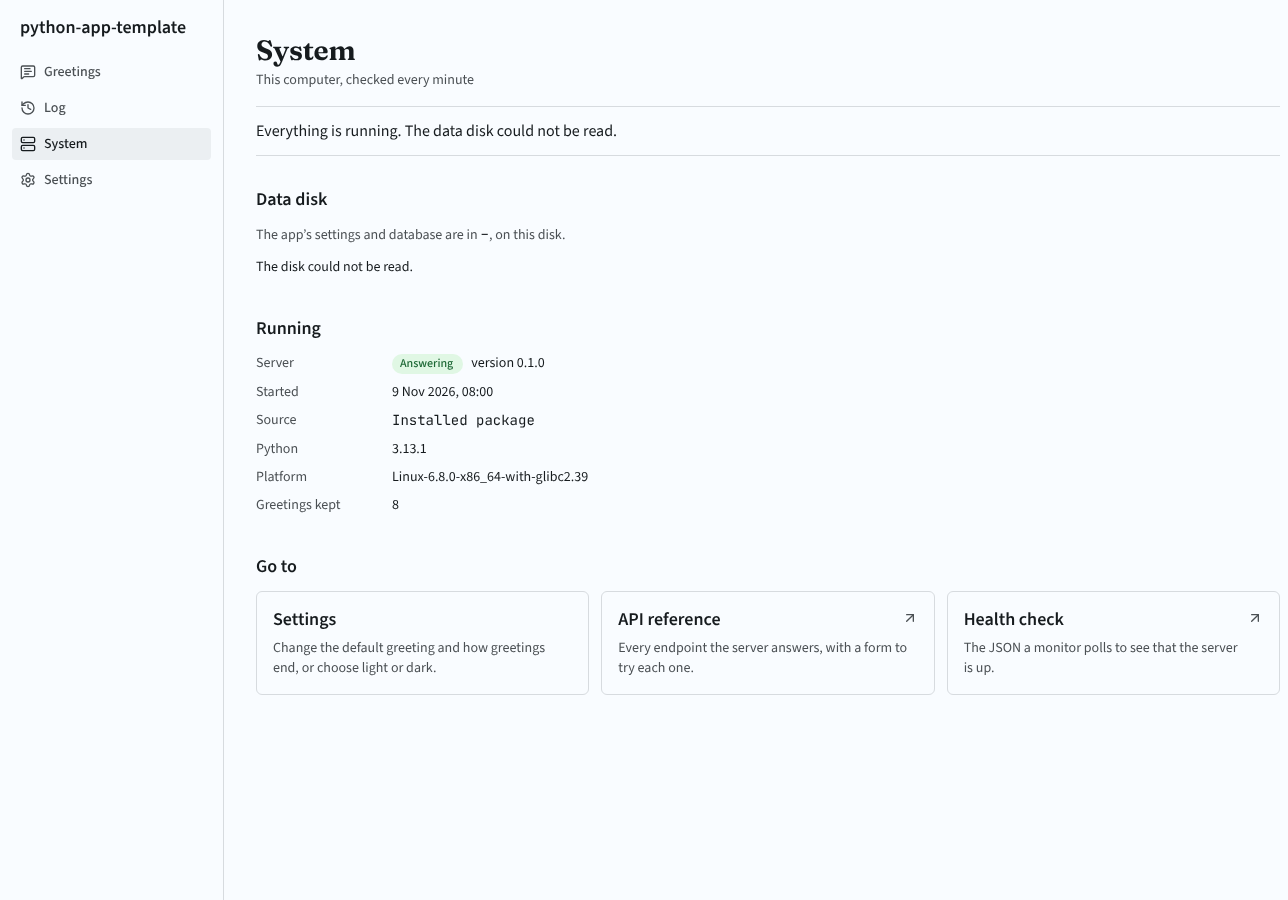 python-app-template
Greetings
Log
System
Settings
System
This computer, checked every minute
Everything is running. The data disk could not be read.
Data disk
The app’s settings and database are in –, on this disk.
The disk could not be read.
Running
Server Answering version 0.1.0
Started 9 Nov 2026, 08:00
Source Installed package
Python 3.13.1
Platform Linux-6.8.0-x86_64-with-glibc2.39
Greetings kept 8
Go to
Settings
Change the default greeting and how greetings
end, or choose light or dark.
API reference
Every endpoint the server answers, with a form to
try each one.
Health check
The JSON a monitor polls to see that the server
is up.